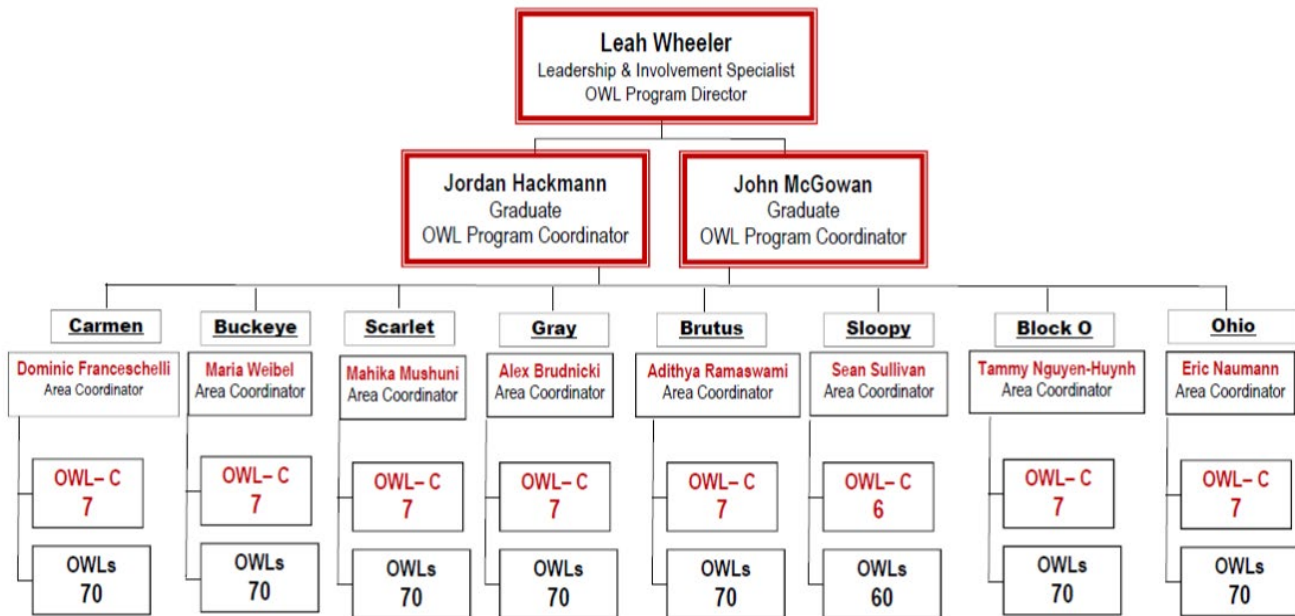 Leah Wheeler
Leadership & Involvement Specialist
OWL Program Director
Jordan Hackmann
Graduate
OWL Program Coordinator
John McGowan
Graduate
OWL Program Coordinator
Carmen
Dominic Franceschelli
Area Coordinator
OWL– C
7
OWLs
70
Buckeye
Maria Weibel
Area Coordinator
OWL– C
7
OWLs
70
Scarlet
Mahika Mushuni
Area Coordinator
OWL– C
7
OWLs
70
Gray
Alex Brudnicki
Area Coordinator
OWL– C
7
OWLs
70
Brutus
Adithya Ramaswami
Area Coordinator
OWL– C
7
OWLs
70
Sloopy
Sean Sullivan
Area Coordinator
OWL– C
6
OWLs
60
Block O
Tammy Nguyen-Huynh
Area Coordinator
OWL– C
7
OWLs
70
Ohio
Eric Naumann
Area Coordinator
OWL– C
7
OWLs
70